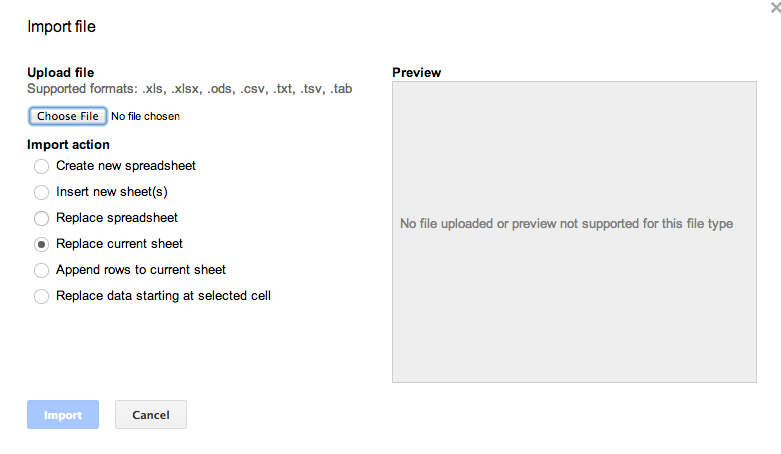 Import file
Upload file
Supported formats: .xls, .xlsx, .ods, .csv, .txt, .tsv, .tab
Choose File No file chosen
Import action
Create new spreadsheet
Insert new sheet(s)
Replace spreadsheet
Replace current sheet
Append rows to current sheet
Replace data starting at selected cell
Preview
No file uploaded or preview not supported for this file type
Import
Cancel